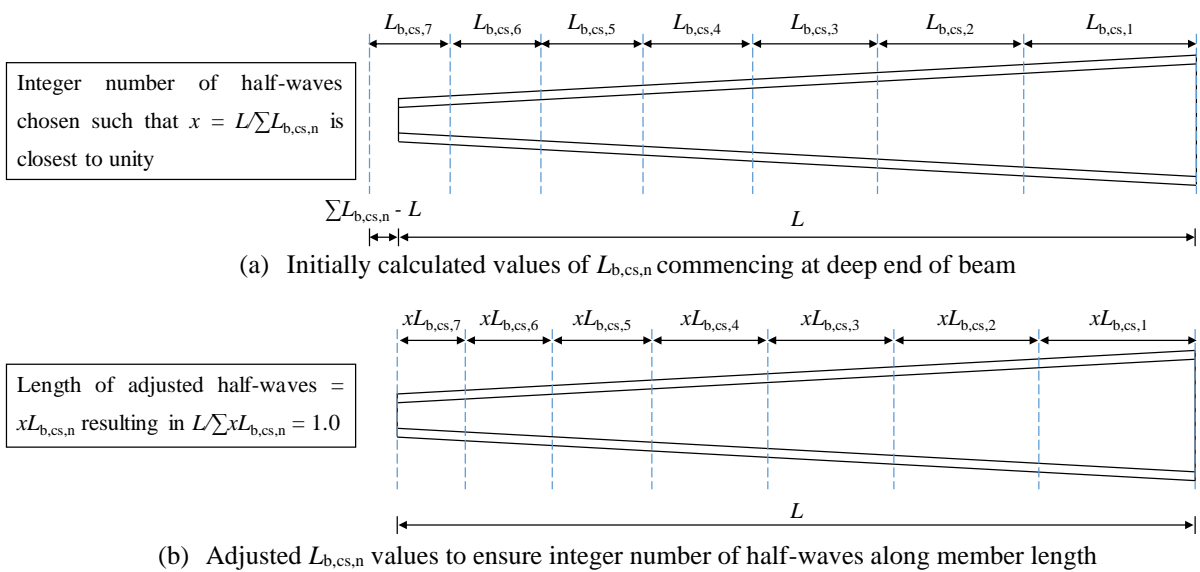 L_b,cs,7 L_b,cs,6 L_b,cs,5 L_b,cs,4 L_b,cs,3 L_b,cs,2 L_b,cs,1
Integer number of half-waves
chosen such that x = L/∑L_b,cs,n is
closest to unity
∑L_b,cs,n - L
L
(a) Initially calculated values of L_b,cs,n commencing at deep end of beam
xL_b,cs,7 xL_b,cs,6 xL_b,cs,5 xL_b,cs,4 xL_b,cs,3 xL_b,cs,2 xL_b,cs,1
Length of adjusted half-waves =
xL_b,cs,n resulting in L/∑xL_b,cs,n = 1.0
L
(b) Adjusted L_b,cs,n values to ensure integer number of half-waves along member length